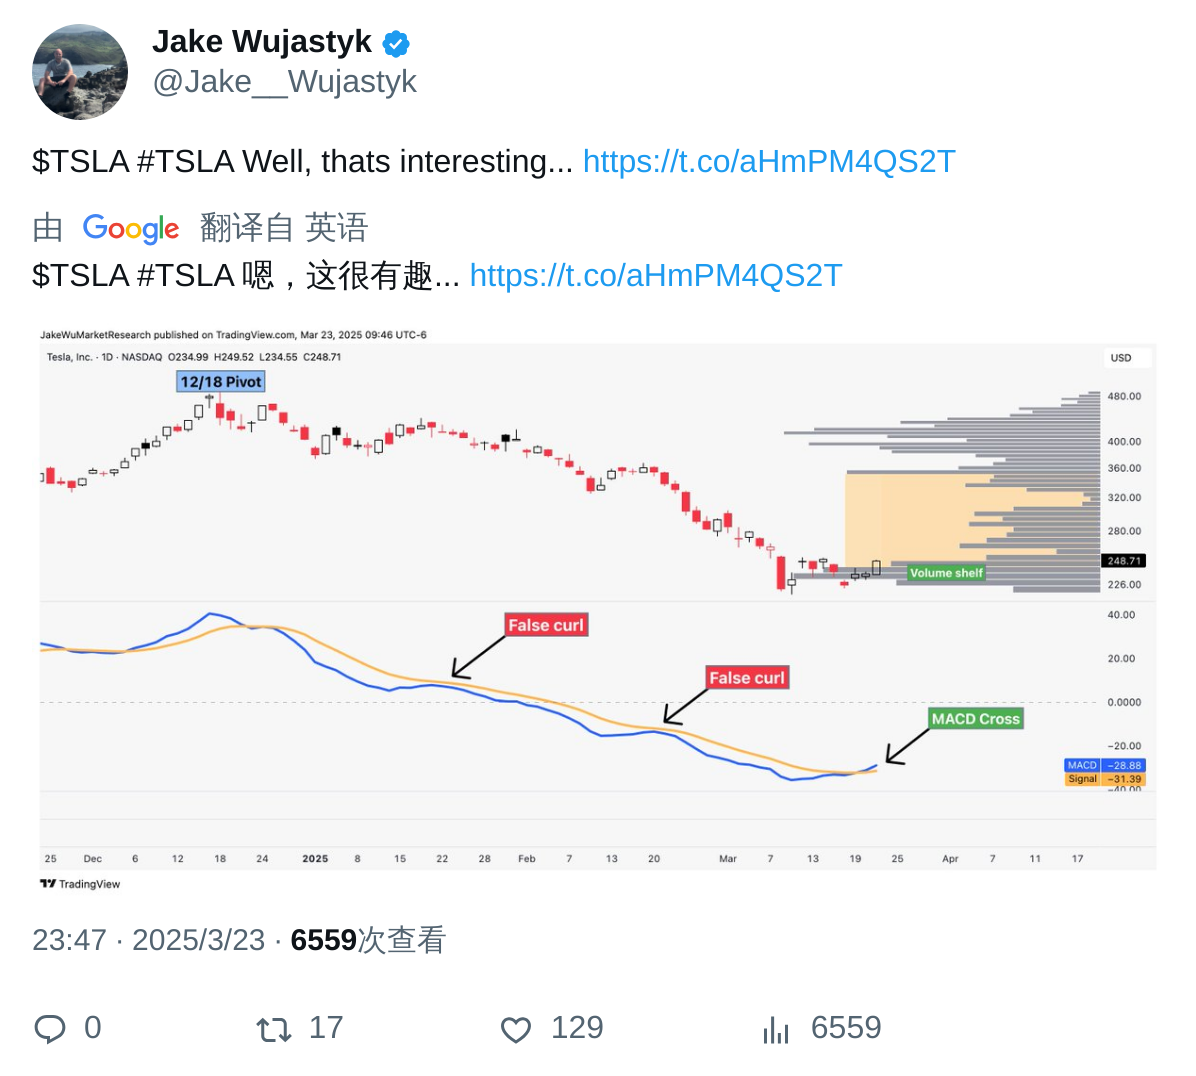 Jake Wujastyk
@Jake__Wujastyk
$TSLA #TSLA Well, thats interesting... https://t.co/aHmPM4QS2T
由 Google 翻译自 英语
$TSLA #TSLA 嗯，这很有趣... https://t.co/aHmPM4QS2T
JakeWuMarketResearch published on TradingView.com, Mar 23, 2025 09:46 UTC-6
Tesla, Inc. · 1D · NASDAQ O234.99 H249.52 L234.55 C248.71
USD
12/18 Pivot
480.00
400.00
360.00
320.00
280.00
248.71
Volume shelf
226.00
40.00
False curl
20.00
False curl
0.0000
MACD Cross
−20.00
MACD −28.88
Signal −31.39
−40.00
25 Dec 6 12 18 24 2025 8 15 22 28 Feb 7 13 20 Mar 7 13 19 25 Apr 7 11 17
TradingView
23:47 · 2025/3/23 · 6559次查看
0 17 129 6559